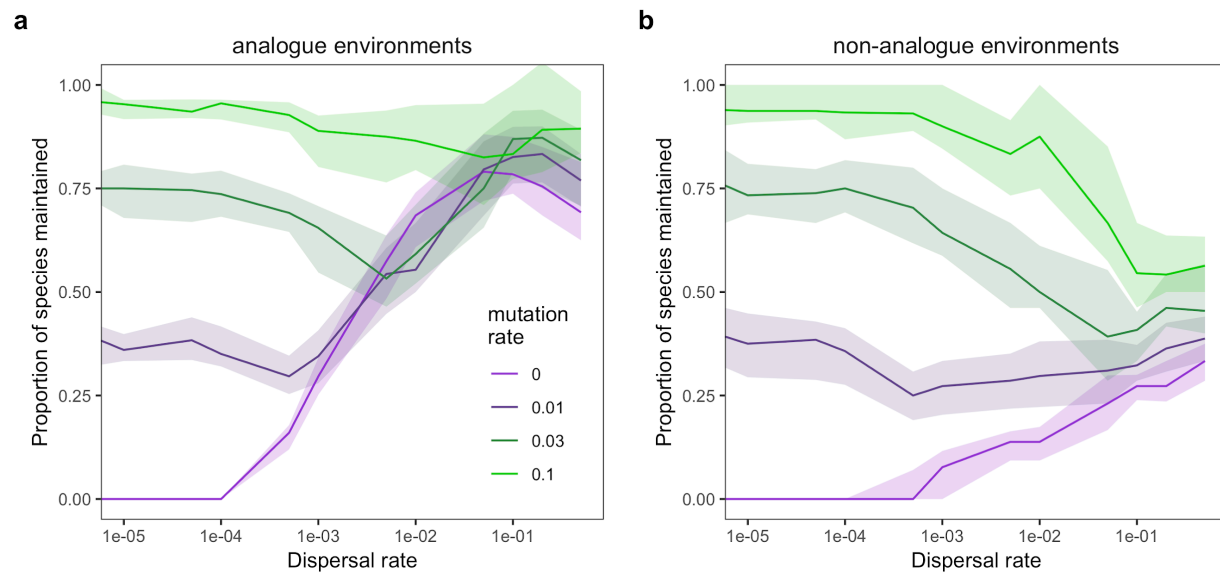 a
analogue environments
Proportion of species maintained
1.00
0.75
0.50
0.25
0.00
1e-05
1e-04
1e-03
1e-02
1e-01
Dispersal rate
mutation
rate
0
0.01
0.03
0.1
b
non-analogue environments
Proportion of species maintained
1.00
0.75
0.50
0.25
0.00
1e-05
1e-04
1e-03
1e-02
1e-01
Dispersal rate